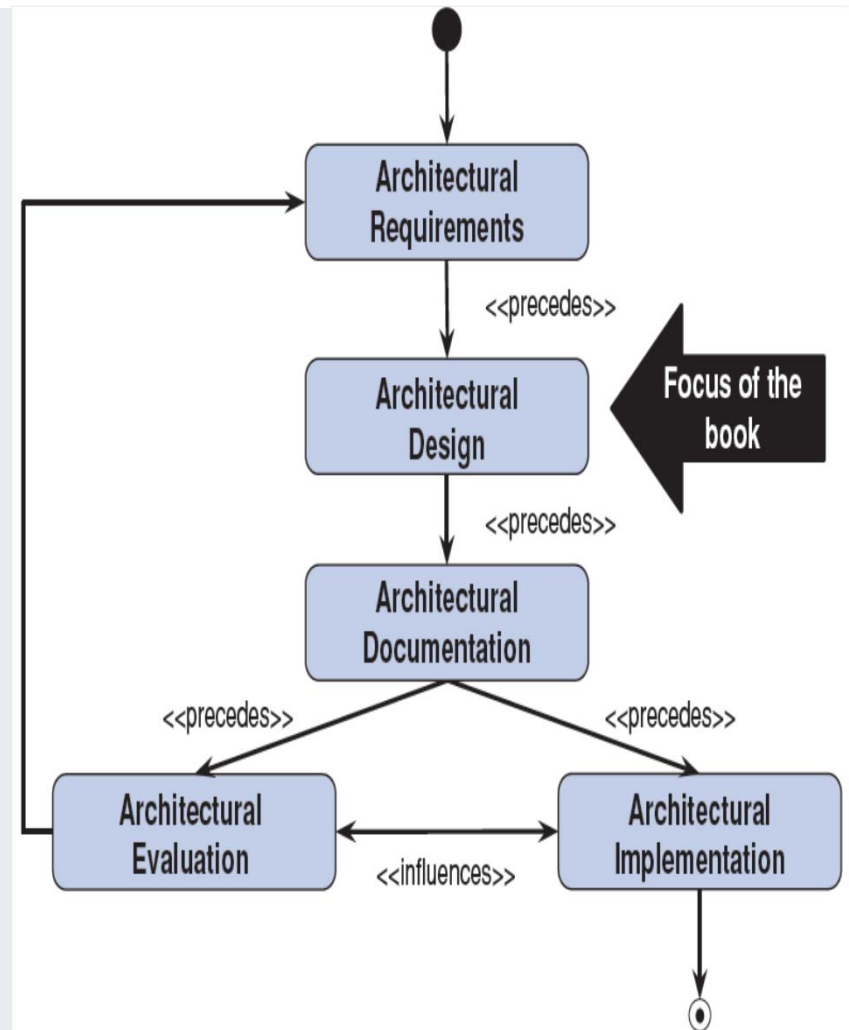 Architectural
Requirements
<<precedes>>
Architectural
Design
Focus of the
book
<<precedes>>
Architectural
Documentation
<<precedes>>
<<precedes>>
Architectural
Evaluation
<<influences>>
Architectural
Implementation